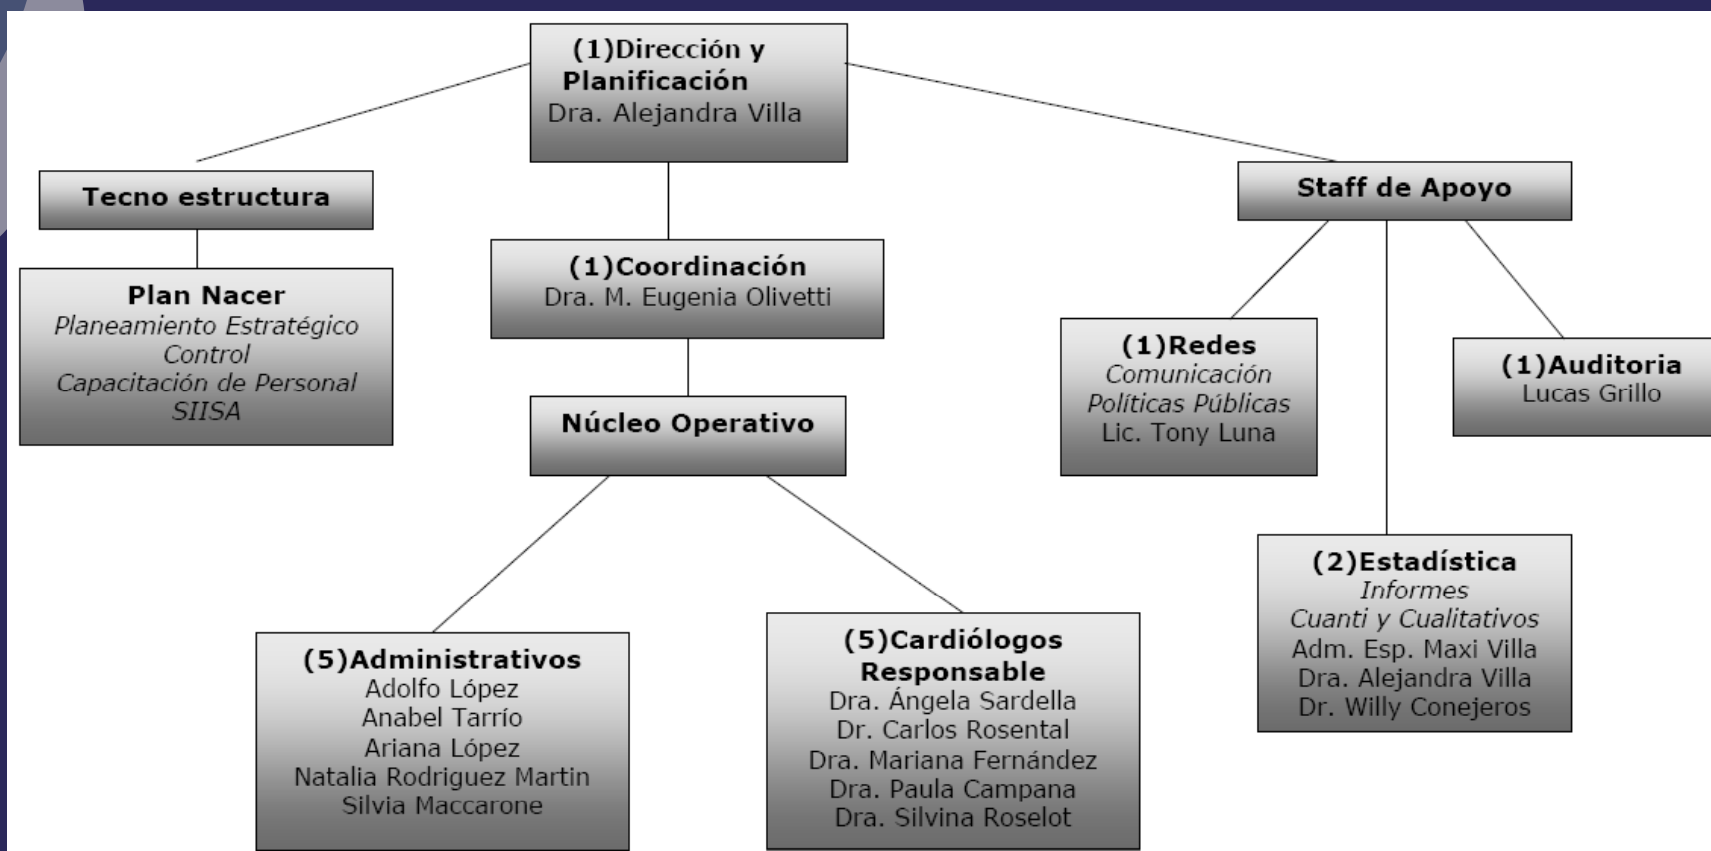 (1)Dirección y
Planificación
Dra. Alejandra Villa
Tecno estructura
Staff de Apoyo
Plan Nacer
Planeamiento Estratégico
Control
Capacitación de Personal
SIISA
(1)Coordinación
Dra. M. Eugenia Olivetti
(1)Redes
Comunicación
Políticas Públicas
Lic. Tony Luna
(1)Auditoria
Lucas Grillo
Núcleo Operativo
(2)Estadística
Informes
Cuanti y Cualitativos
Adm. Esp. Maxi Villa
Dra. Alejandra Villa
Dr. Willy Conejeros
(5)Administrativos
Adolfo López
Anabel Tarrío
Ariana López
Natalia Rodriguez Martin
Silvia Maccarone
(5)Cardiólogos
Responsable
Dra. Ángela Sardella
Dr. Carlos Rosental
Dra. Mariana Fernández
Dra. Paula Campana
Dra. Silvina Roselot